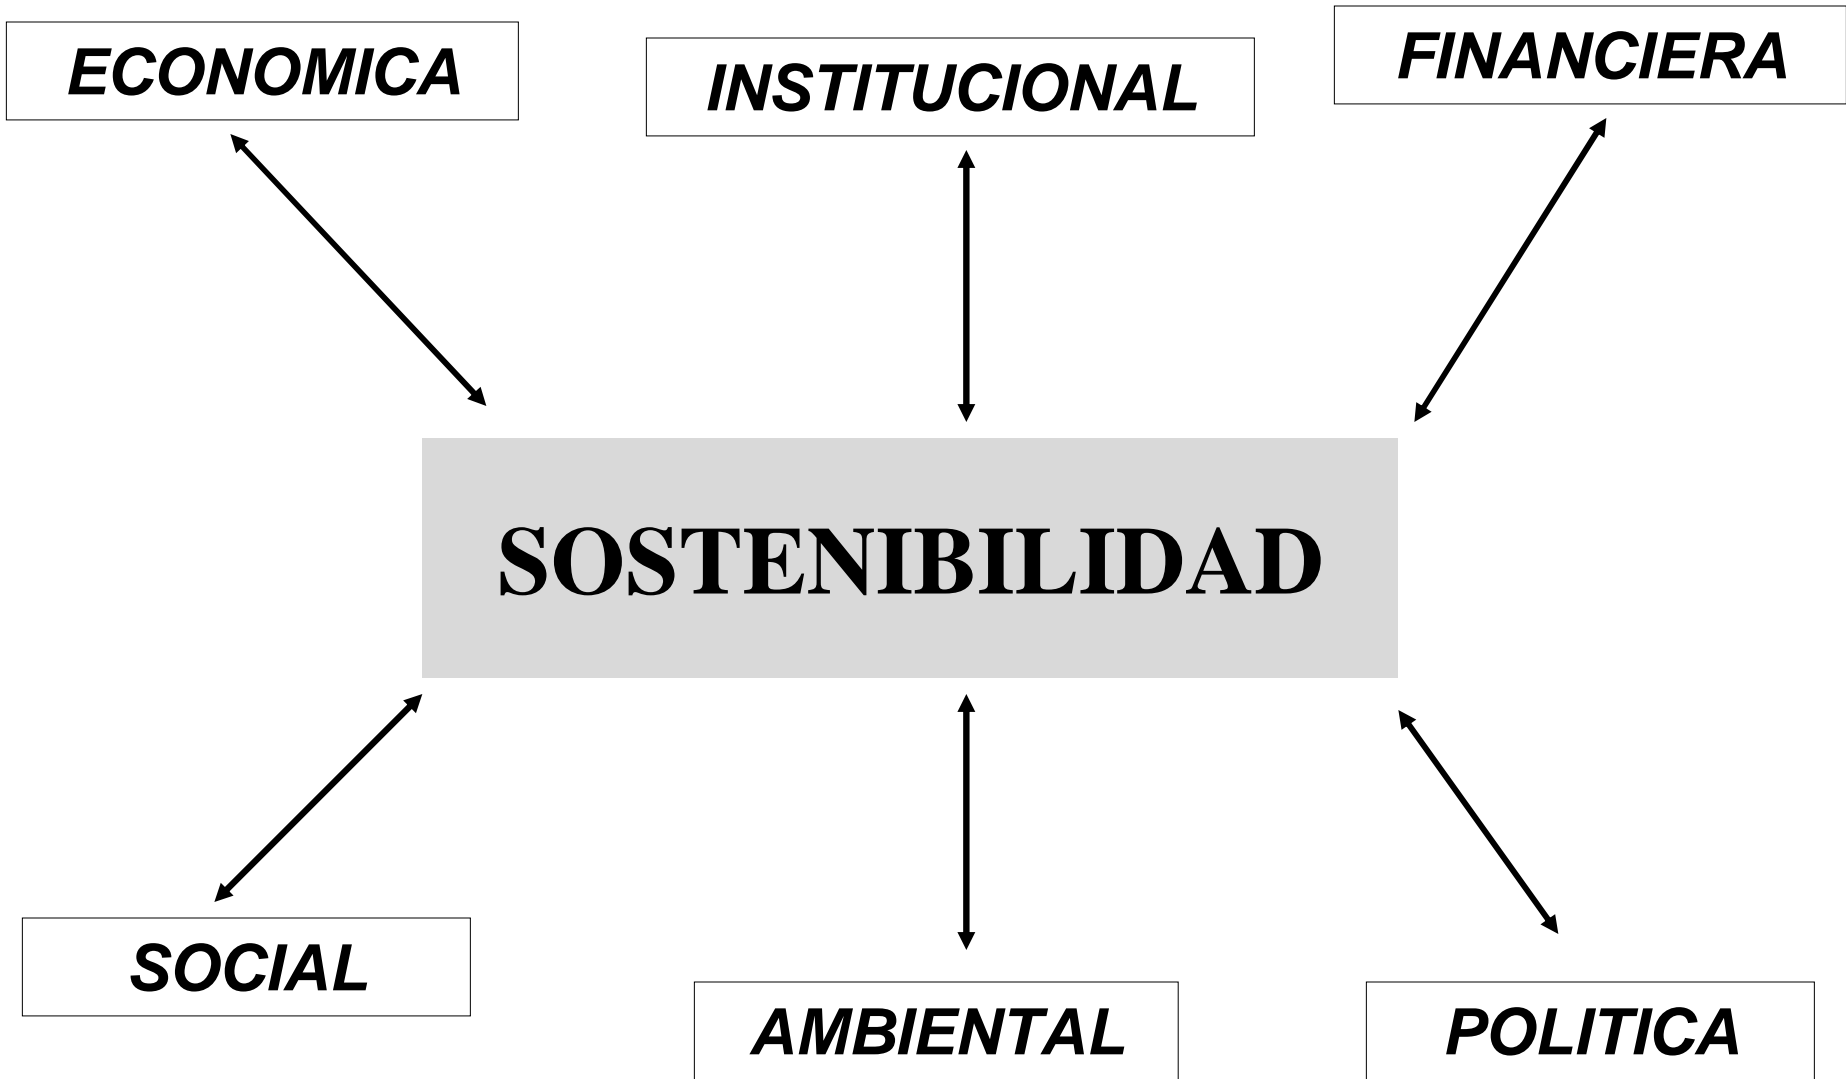 ECONOMICA
INSTITUCIONAL
FINANCIERA
SOSTENIBILIDAD
SOCIAL
AMBIENTAL
POLITICA